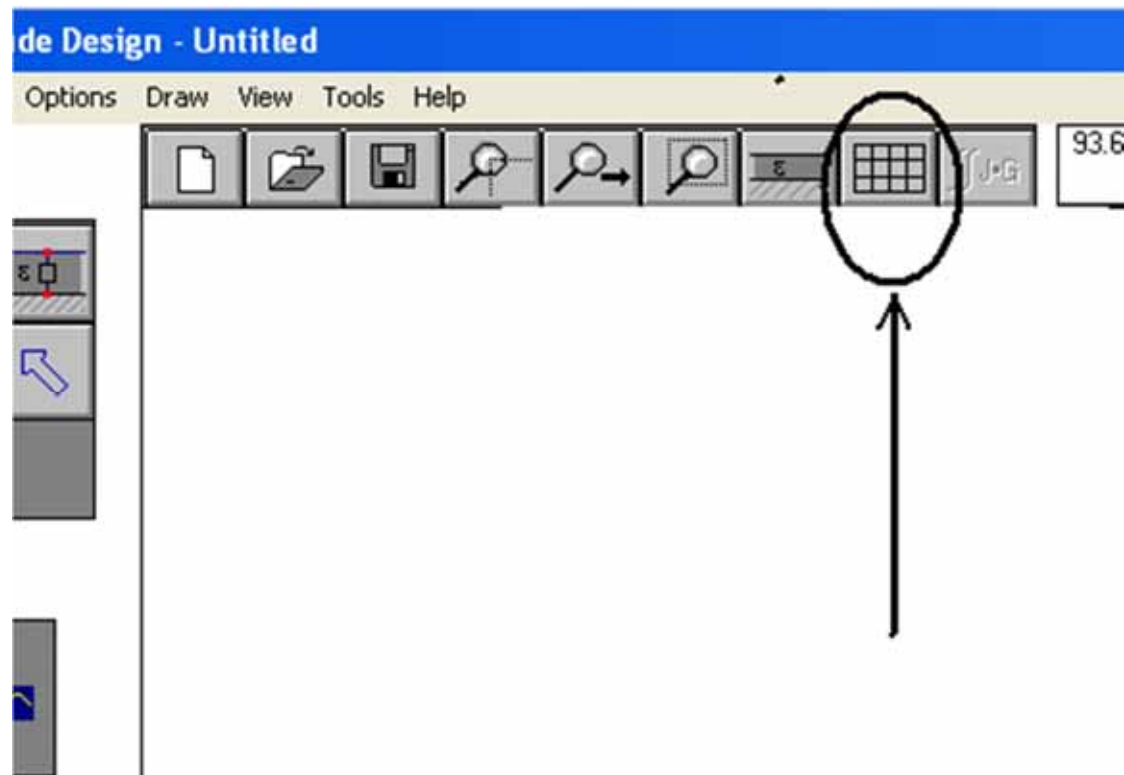 de Design - Untitled
Options Draw View Tools Help
ε J•G 93.6
ε